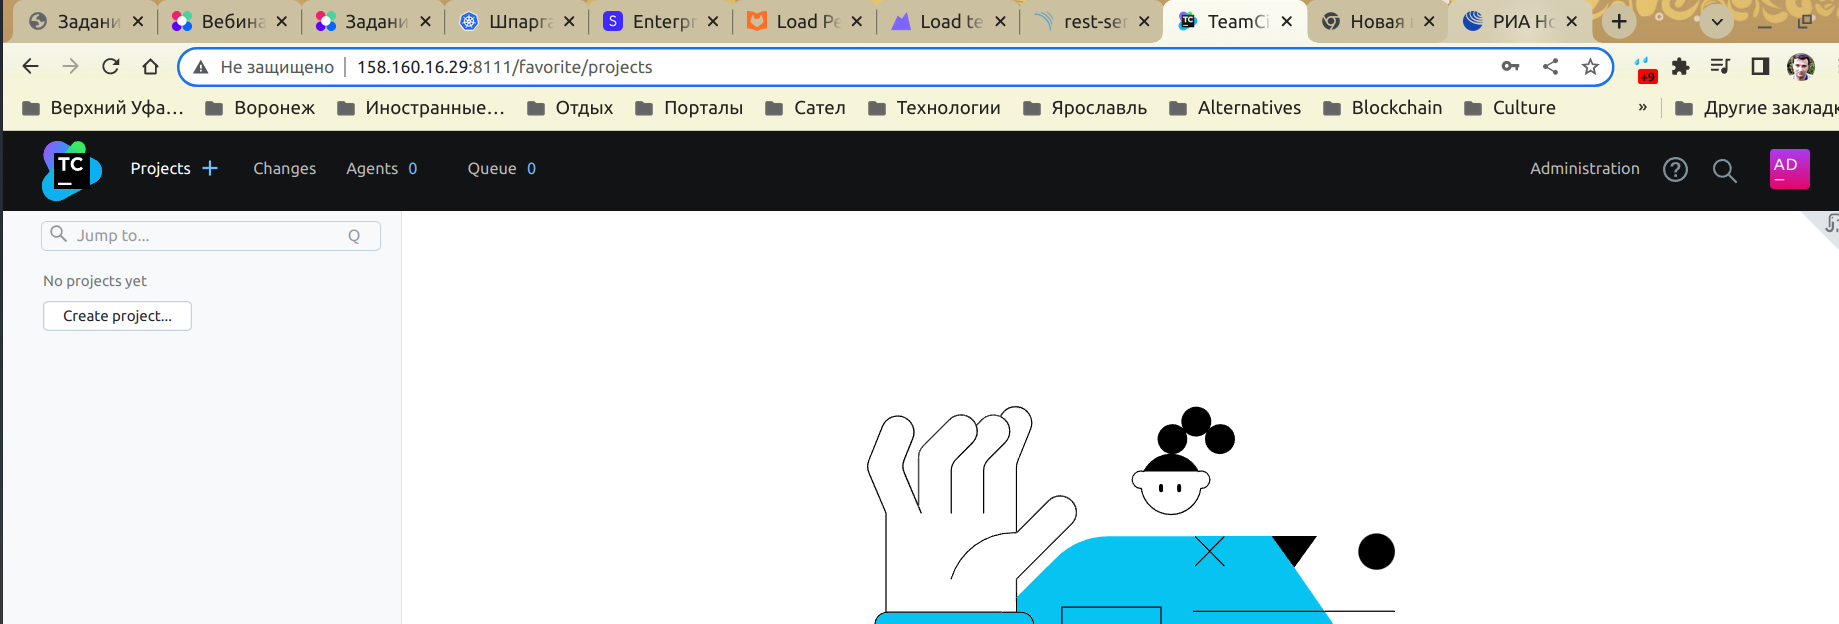 Задани Вебина Задани Шпарга Enterpr Load Pe Load te rest-ser TeamCi Новая РИА Но
Не защищено 158.160.16.29:8111/favorite/projects +9
Верхний Уфа... Воронеж Иностранные... Отдых Порталы Сател Технологии Ярославль Alternatives Blockchain Culture » Другие заклад
TC Projects + Changes Agents 0 Queue 0 Administration ? AD
Jump to... Q
No projects yet
Create project...